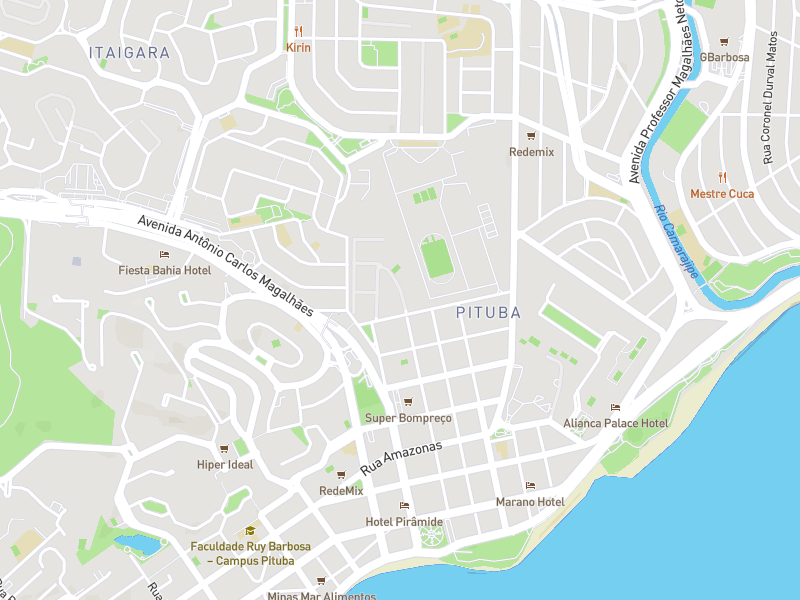 Kirin
ITAIGARA
GBarbosa
Avenida Professor Magalhães Neto
Rua Coronel Durval Matos
Redemix
Mestre Cuca
Rio Camarajipe
Avenida Antônio Carlos Magalhães
Fiesta Bahia Hotel
PITUBA
Super Bompreço
Alianca Palace Hotel
Rua Amazonas
Hiper Ideal
RedeMix
Marano Hotel
Hotel Pirâmide
Faculdade Ruy Barbosa
– Campus Pituba
Minas Mar Alimentos
Rua